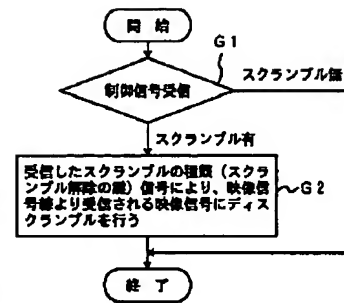 開 始
G1
制御信号受信
スクランブル無
スクランブル有
受信したスクランブルの種類（スクラ
ンブル解除の鍵）信号により、映像信
号線より受信される映像信号にディス
クランブルを行う
G2
終 了